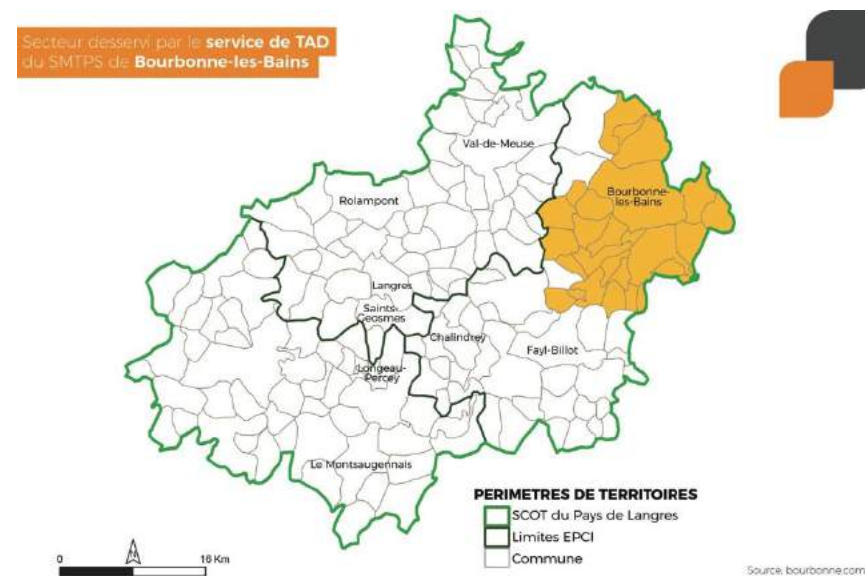 Secteur desservi par le service de TAD
du SMTPS de Bourbonne-les-Bains
Val-de-Meuse
Bourbonne-
les-Bains
Rolampont
Langres
Saints-
Geosmes
Chalindrey
Fayl-Billot
Longeau-
Percey
Le Montsaugeonnais
PERIMETRES DE TERRITOIRES
SCOT du Pays de Langres
Limites EPCI
Commune
0
N
16 Km
Source: bourbonne.com